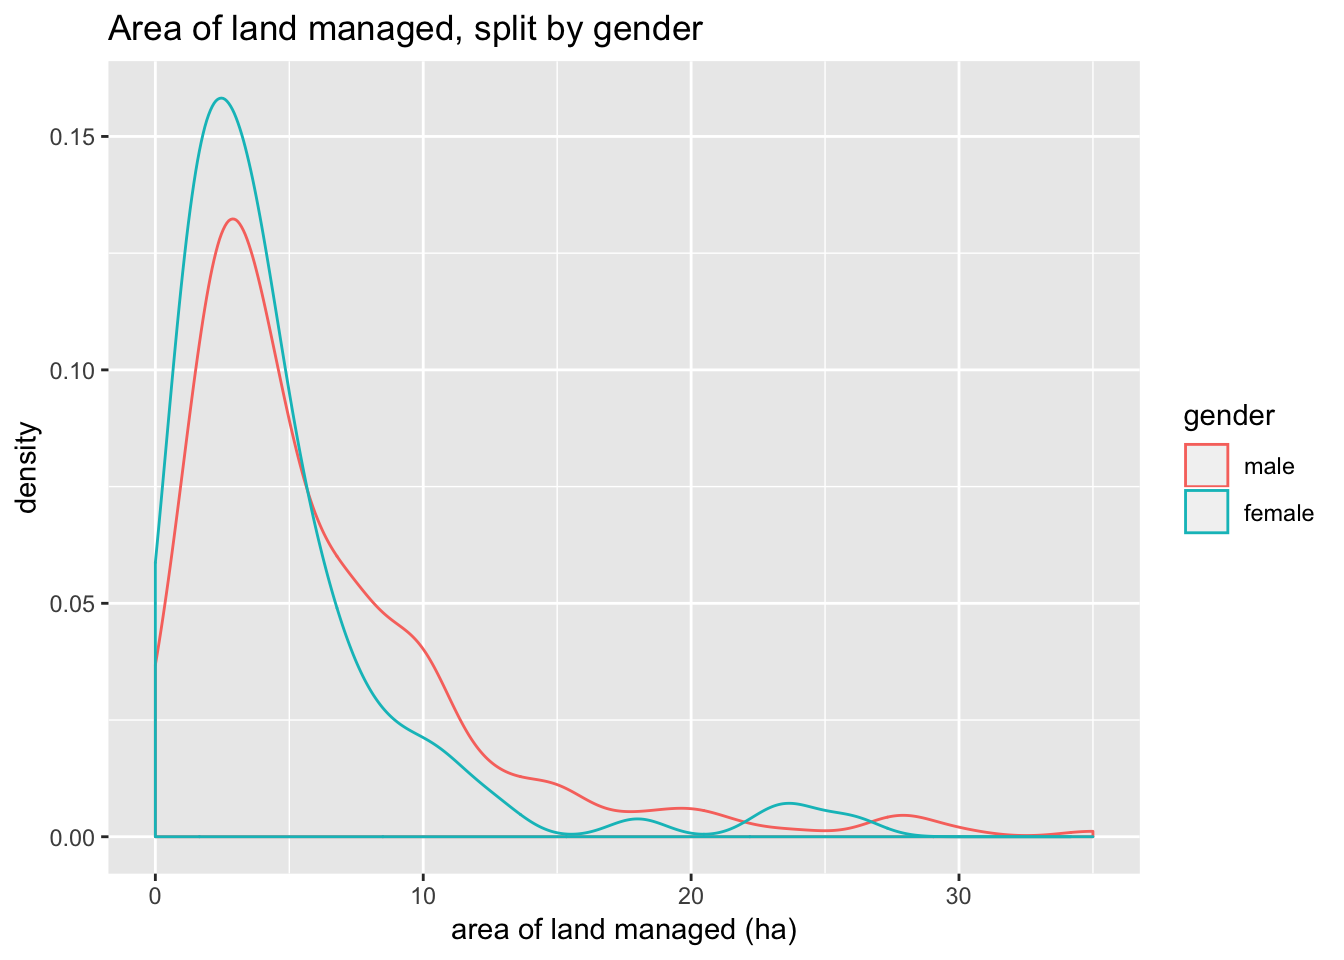 Area of land managed, split by gender
0.15
0.10
0.05
0.00
density
0
10
20
30
area of land managed (ha)
gender
male
female